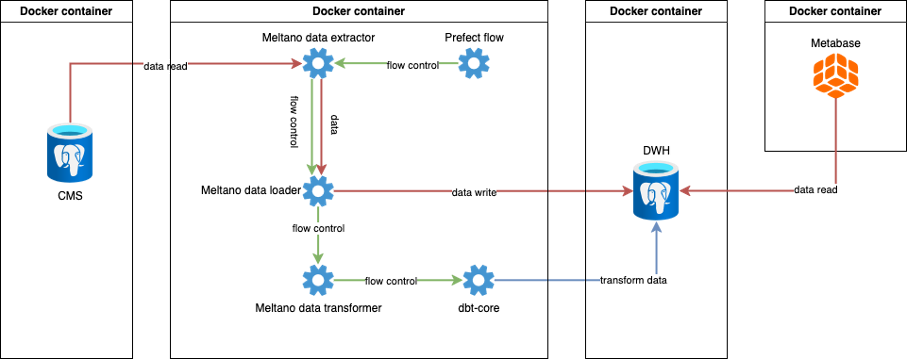 Docker container
Docker container
Docker container
Docker container
Meltano data extractor
Prefect flow
Metabase
data read
flow control
flow control
data
CMS
DWH
Meltano data loader
data write
data read
flow control
flow control
transform data
Meltano data transformer
dbt-core